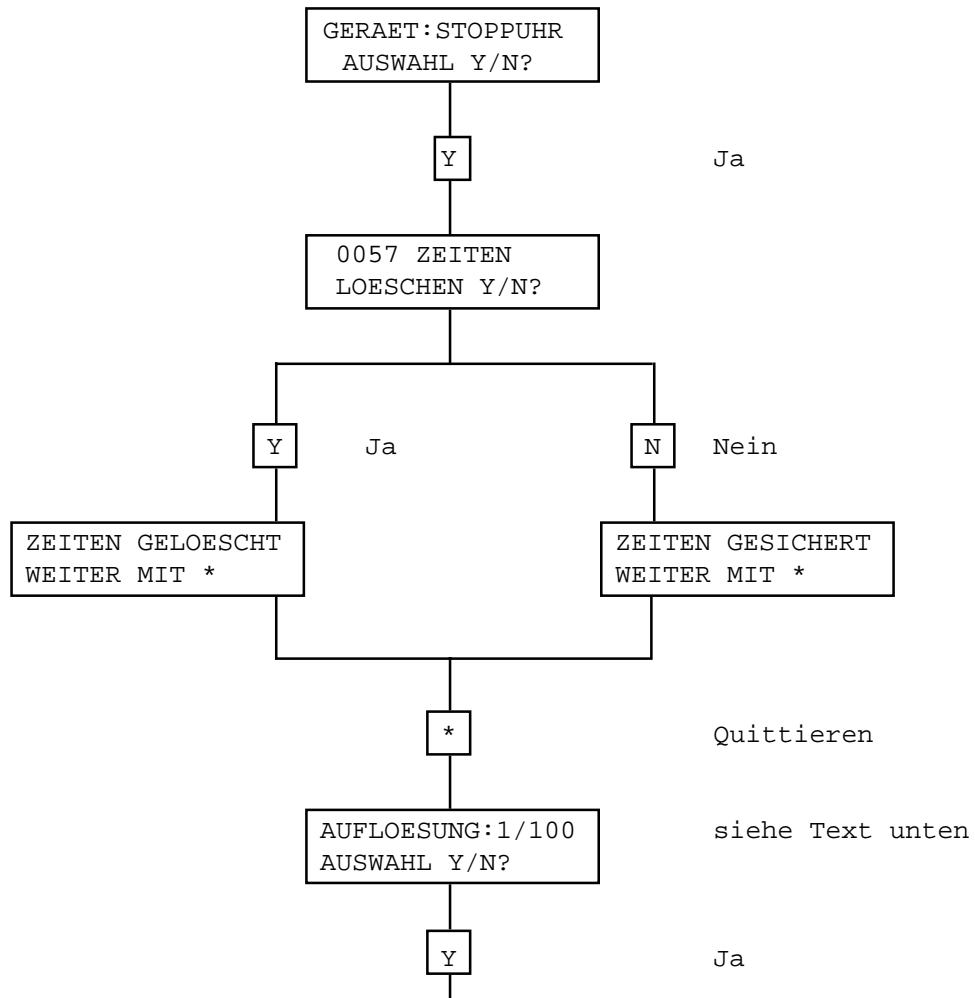 GERAET:STOPPUHR
AUSWAHL Y/N?
Y Ja
0057 ZEITEN
LOESCHEN Y/N?
Y Ja N Nein
ZEITEN GELOESCHT
WEITER MIT *
ZEITEN GESICHERT
WEITER MIT *
* Quittieren
AUFLOESUNG:1/100 siehe Text unten
AUSWAHL Y/N?
Y Ja